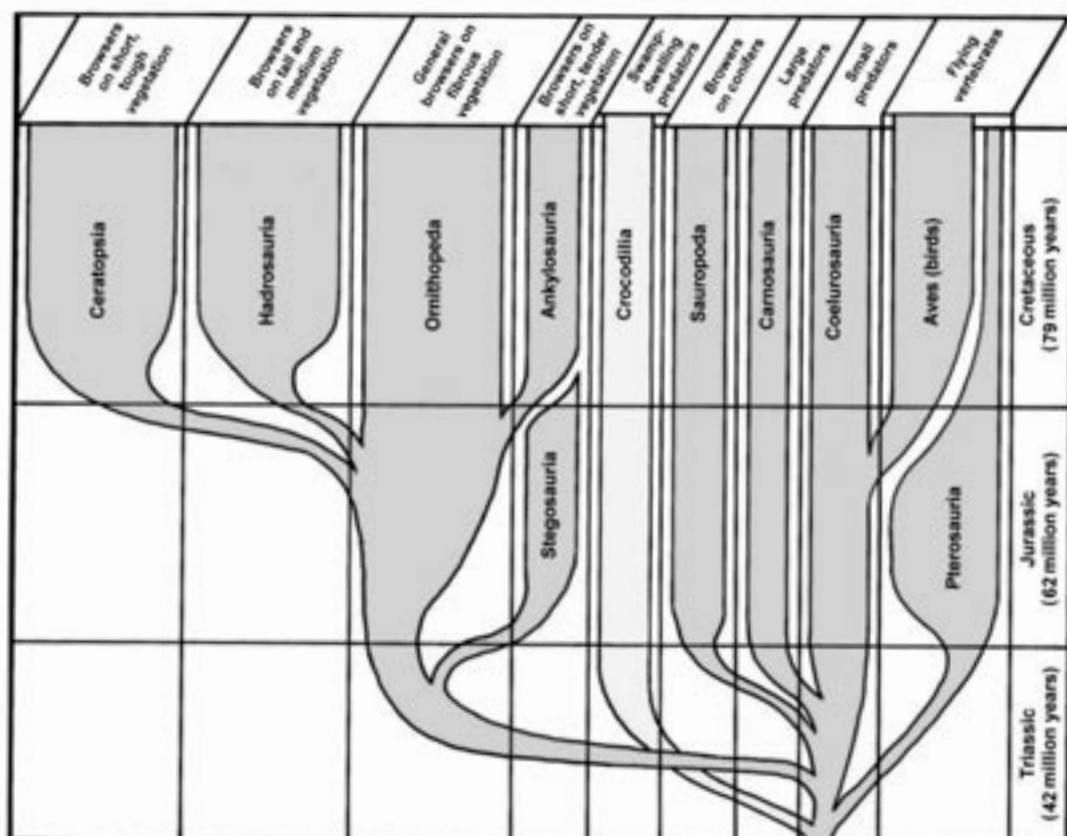 Browsers
on short,
tough
vegetation
Browsers
on tall and
medium
vegetation
General
browsers on
fibrous
vegetation
Browsers on
short, tender
vegetation
Swamp-
dwelling
predators
Browers
on conifers
Large
predators
Small
predators
Flying
vertebrates
Ceratopsia
Hadrosauria
Ornithopeda
Ankylosauria
Crocodilia
Sauropoda
Carnosauria
Coelurosauria
Aves (birds)
Cretaceous
(79 million years)
Stegosauria
Pterosauria
Jurassic
(62 million years)
Triassic
(42 million years)